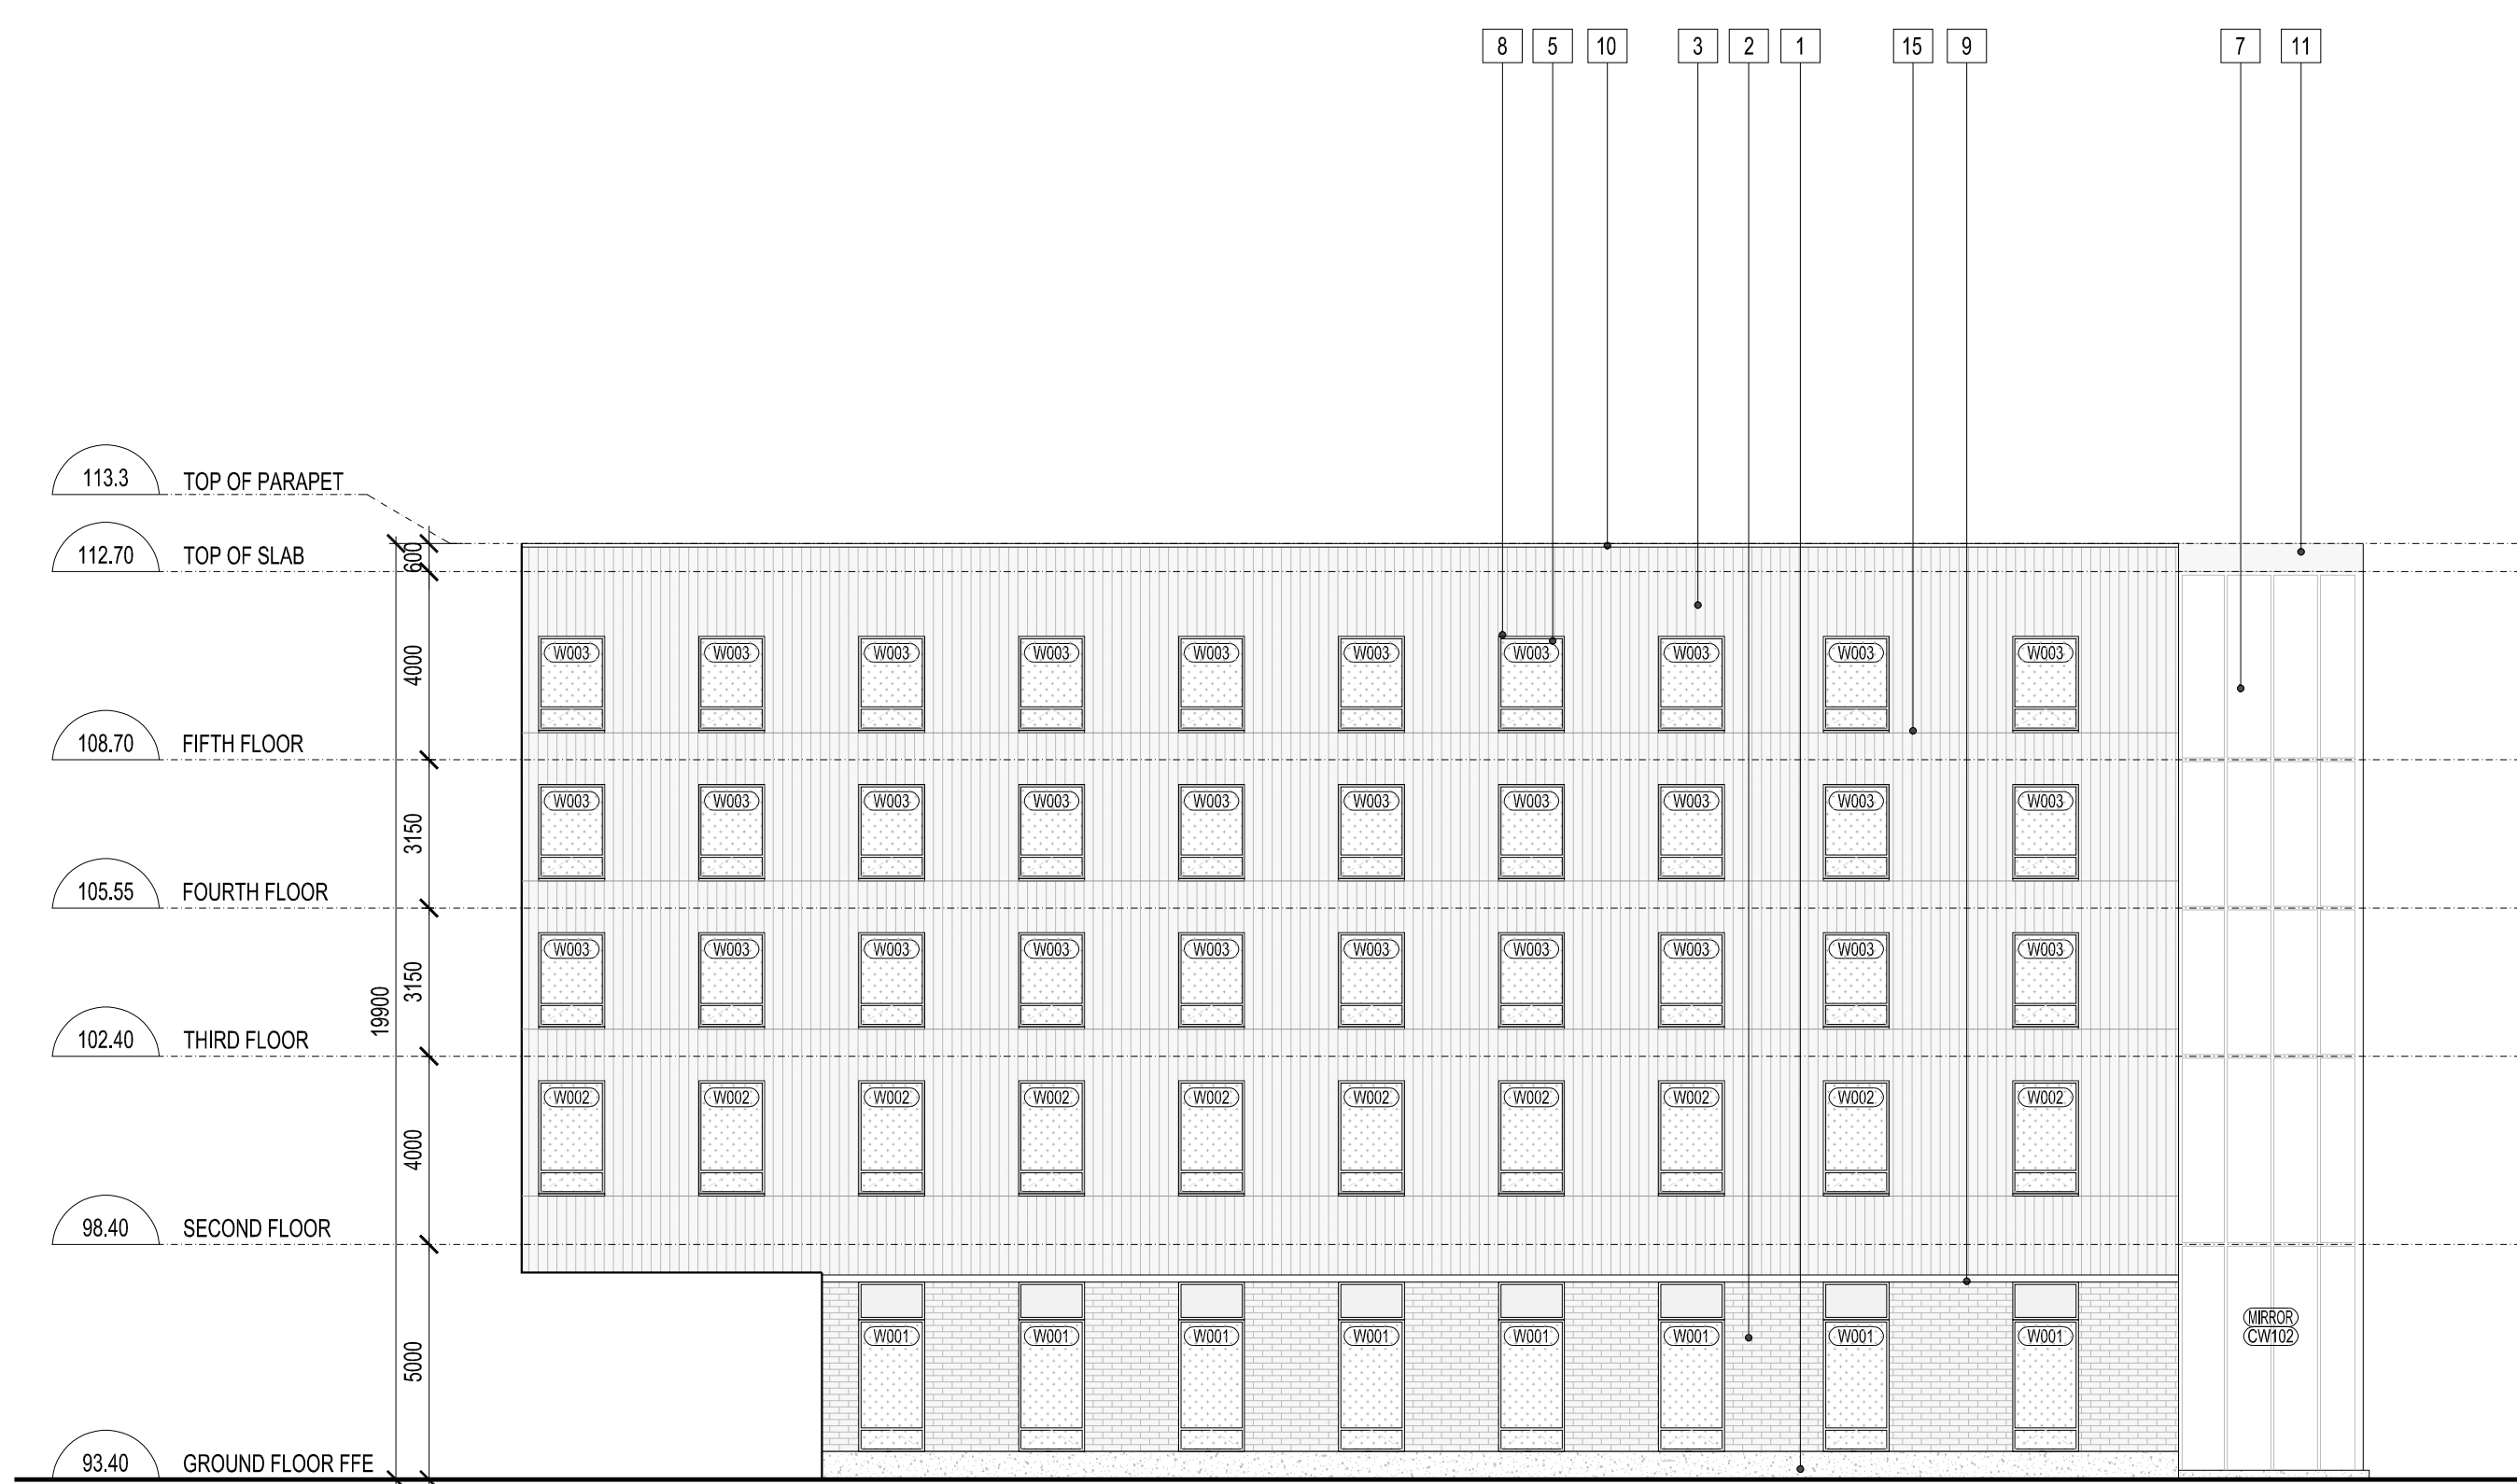 8 5 10 3 2 1 15 9 7 11
113.3 TOP OF PARAPET
112.70 TOP OF SLAB
600
W003 W003 W003 W003 W003 W003 W003 W003 W003 W003
4000
108.70 FIFTH FLOOR
W003 W003 W003 W003 W003 W003 W003 W003 W003 W003
3150
105.55 FOURTH FLOOR
W003 W003 W003 W003 W003 W003 W003 W003 W003 W003
3150
19900
102.40 THIRD FLOOR
W002 W002 W002 W002 W002 W002 W002 W002 W002 W002
4000
98.40 SECOND FLOOR
MIRROR
W001 W001 W001 W001 W001 W001 W001 W001 CW102
5000
93.40 GROUND FLOOR FFE